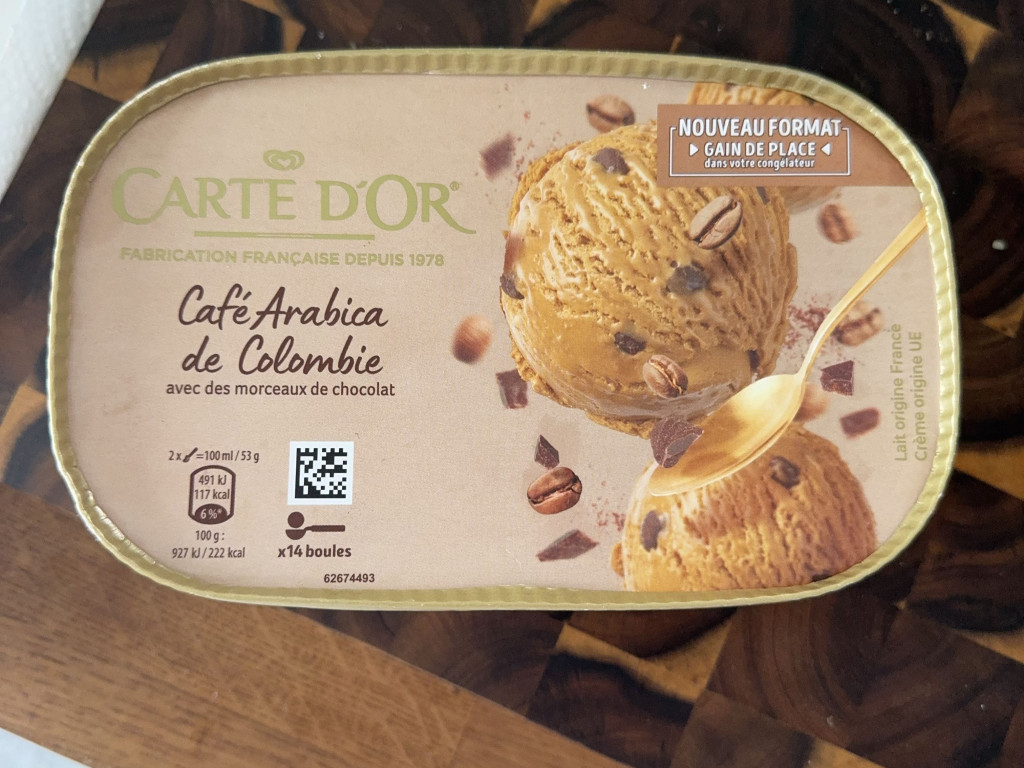 CARTE D'OR®
FABRICATION FRANÇAISE DEPUIS 1978
Café Arabica
de Colombie
avec des morceaux de chocolat
NOUVEAU FORMAT
GAIN DE PLACE
dans votre congélateur
Lait origine France
Crème origine UE
2 x =100 ml / 53 g
491 kJ
117 kcal
6 %*
100 g :
927 kJ / 222 kcal
x14 boules
62674493